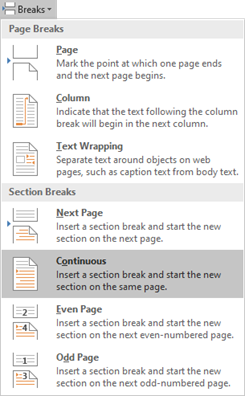 Breaks
Page Breaks
Page
Mark the point at which one page ends
and the next page begins.
Column
Indicate that the text following the column
break will begin in the next column.
Text Wrapping
Separate text around objects on web
pages, such as caption text from body text.
Section Breaks
Next Page
Insert a section break and start the new
section on the next page.
Continuous
Insert a section break and start the new
section on the same page.
2
4
Even Page
Insert a section break and start the new
section on the next even-numbered page.
1
3
Odd Page
Insert a section break and start the new
section on the next odd-numbered page.